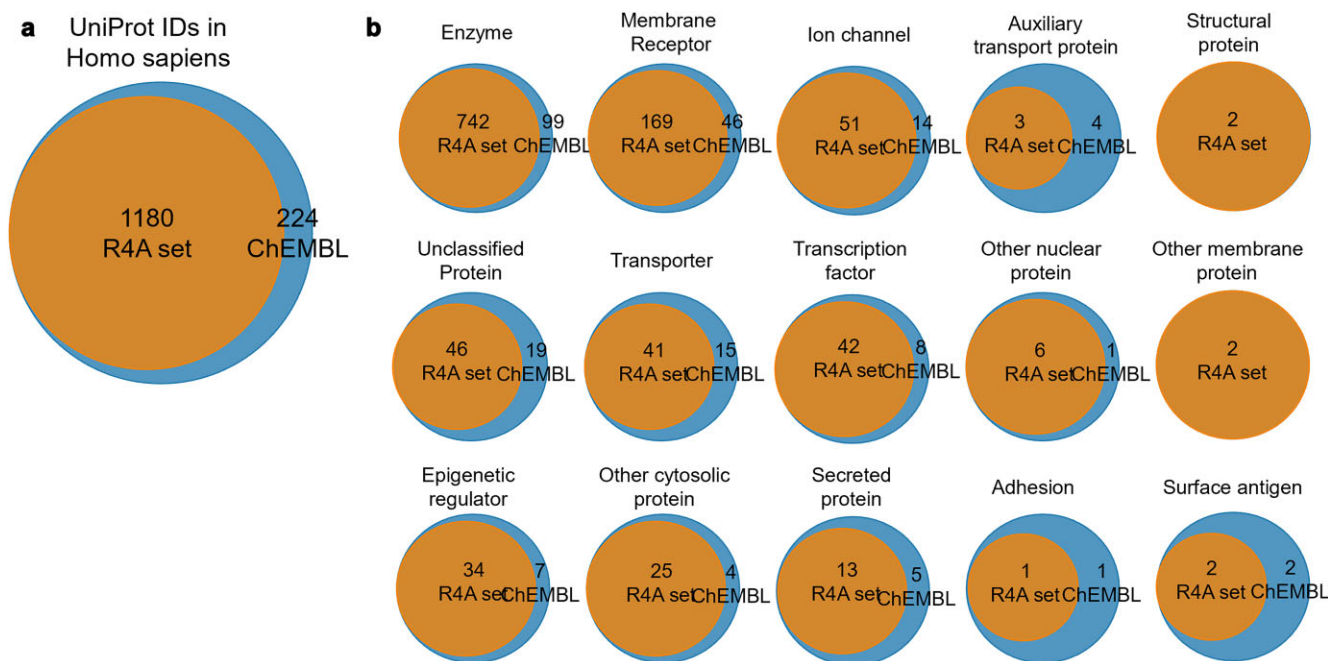 a
UniProt IDs in
Homo sapiens
1180
R4A set
224
ChEMBL
b
Enzyme
742
R4A set
99
ChEMBL
Membrane
Receptor
169
R4A set
46
ChEMBL
Ion channel
51
R4A set
14
ChEMBL
Auxiliary
transport protein
3
R4A set
4
ChEMBL
Structural
protein
2
R4A set
Unclassified
Protein
46
R4A set
19
ChEMBL
Transporter
41
R4A set
15
ChEMBL
Transcription
factor
42
R4A set
8
ChEMBL
Other nuclear
protein
6
R4A set
1
ChEMBL
Other membrane
protein
2
R4A set
Epigenetic
regulator
34
R4A set
7
ChEMBL
Other cytosolic
protein
25
R4A set
4
ChEMBL
Secreted protein
13
R4A set
5
ChEMBL
Adhesion
1
R4A set
1
ChEMBL
Surface antigen
2
R4A set
2
ChEMBL